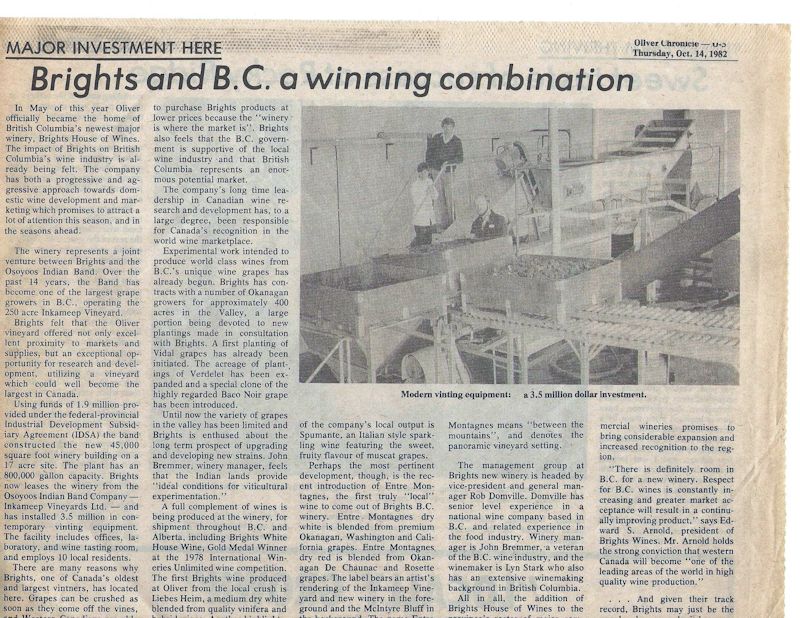 MAJOR INVESTMENT HERE
Oliver Chronicle —
Thursday, Oct. 14, 1982
Brights and B.C. a winning combination
In May of this year Oliver
officially became the home of
British Columbia's newest major
winery, Brights House of Wines.
The impact of Brights on British
Columbia's wine industry is al-
ready being felt. The company
has both a progressive and ag-
gressive approach towards dom-
estic wine development and mar-
keting which promises to attract a
lot of attention this season, and in
the seasons ahead.
The winery represents a joint
venture between Brights and the
Osoyoos Indian Band. Over the
past 14 years, the Band has
become one of the largest grape
growers in B.C., operating the
250 acre Inkameep Vineyard.
Brights felt that the Oliver
vineyard offered not only excel-
lent proximity to markets and
supplies, but an exceptional op-
portunity for research and devel-
opment, utilizing a vineyard
which could well become the
largest in Canada.
Using funds of 1.9 million pro-
vided under the federal-provincial
Industrial Development Subsid-
iary Agreement (IDSA) the band
constructed the new 45,000
square foot winery building on a
17 acre site. The plant has an
800,000 gallon capacity. Brights
now leases the winery from the
Osoyoos Indian Band Company —
Inkameep Vineyards Ltd. — and
has installed 3.5 million in con-
temporary vinting equipment.
The facility includes offices, la-
boratory, and wine tasting room,
and employs 10 local residents.
There are many reasons why
Brights, one of Canada's oldest
and largest vintners, has located
here. Grapes can be crushed as
soon as they come off the vines,
to purchase Brights products at
lower prices because the "winery
is where the market is". Brights
also feels that the B.C. govern-
ment is supportive of the local
wine industry and that British
Columbia represents an enor-
mous potential market.
The company's long time lea-
dership in Canadian wine re-
search and development has, to a
large degree, been responsible
for Canada's recognition in the
world wine marketplace.
Experimental work intended to
produce world class wines from
B.C.'s unique wine grapes has
already begun. Brights has con-
tracts with a number of Okanagan
growers for approximately 400
acres in the Valley, a large
portion being devoted to new
plantings made in consultation
with Brights. A first planting of
Vidal grapes has already been
initiated. The acreage of plant-
ings of Verdelet has been ex-
panded and a special clone of the
highly regarded Baco Noir grape
has been introduced.
Until now the variety of grapes
in the valley has been limited and
Brights is enthused about the
long term prospect of upgrading
and developing new strains. John
Bremmer, winery manager, feels
that the Indian lands provide
"ideal conditions for viticultural
experimentation."
A full complement of wines is
being produced at the winery, for
shipment throughout B.C. and
Alberta, including Brights White
House Wine, Gold Medal Winner
at the 1978 International Win-
eries Unlimited wine competition.
The first Brights wine produced
at Oliver from the local crush is
Liebes Heim, a medium dry white
blended from quality vinifera and
Modern vinting equipment: a 3.5 million dollar investment.
of the company's local output is
Spumante, an Italian style spark-
ling wine featuring the sweet,
fruity flavour of muscat grapes.
Perhaps the most pertinent
development, though, is the re-
cent introduction of Entre Mon-
tagnes, the first truly "local"
wine to come out of Brights B.C.
winery. Entre Montagnes dry
white is blended from premium
Okanagan, Washington and Cali-
fornia grapes. Entre Montagnes
dry red is blended from Okan-
agan De Chaunac and Rosette
grapes. The label bears an artist's
rendering of the Inkameep Vine-
yard and new winery in the fore-
ground and the McIntyre Bluff in
Montagnes means "between the
mountains", and denotes the
panoramic vineyard setting.
The management group at
Brights new winery is headed by
vice-president and general man-
ager Rob Domville. Domville has
senior level experience in a
national wine company based in
B.C. and related experience in
the food industry. Winery man-
ager is John Bremmer, a veteran
of the B.C. wine industry, and the
winemaker is Lyn Stark who also
has an extensive winemaking
background in British Columbia.
All in all, the addition of
Brights House of Wines to the
mercial wineries promises to
bring considerable expansion and
increased recognition to the reg-
ion.
"There is definitely room in
B.C. for a new winery. Respect
for B.C. wines is constantly in-
creasing and greater market ac-
ceptance will result in a continu-
ally improving product," says Ed-
ward S. Arnold, president of
Brights Wines. Mr. Arnold holds
the strong conviction that western
Canada will become "one of the
leading areas of the world in high
quality wine production."
. . . . And given their track
record, Brights may just be the